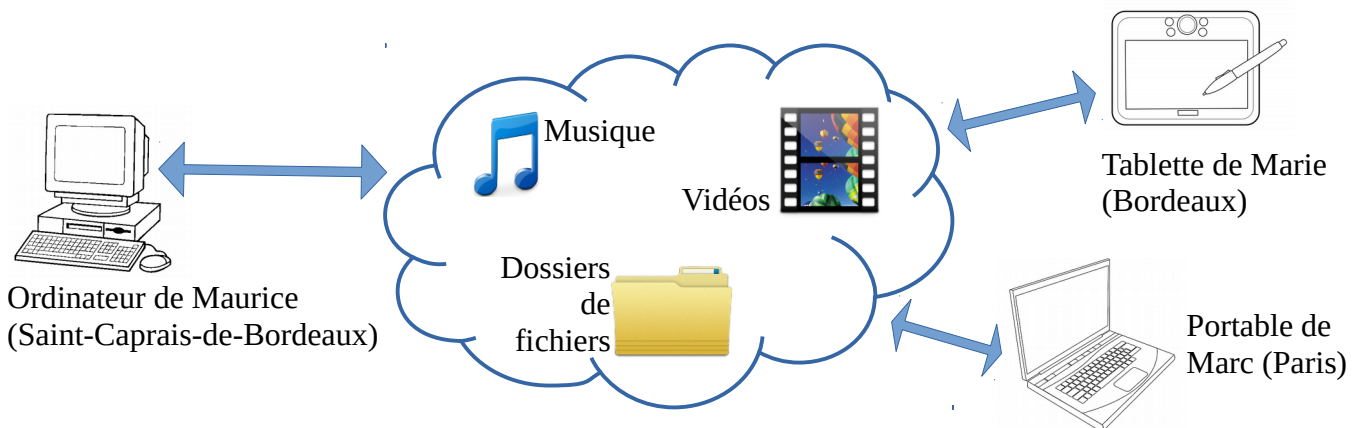 Musique
Vidéos
Dossiers
de
fichiers
Ordinateur de Maurice
(Saint-Caprais-de-Bordeaux)
Tablette de Marie
(Bordeaux)
Portable de
Marc (Paris)